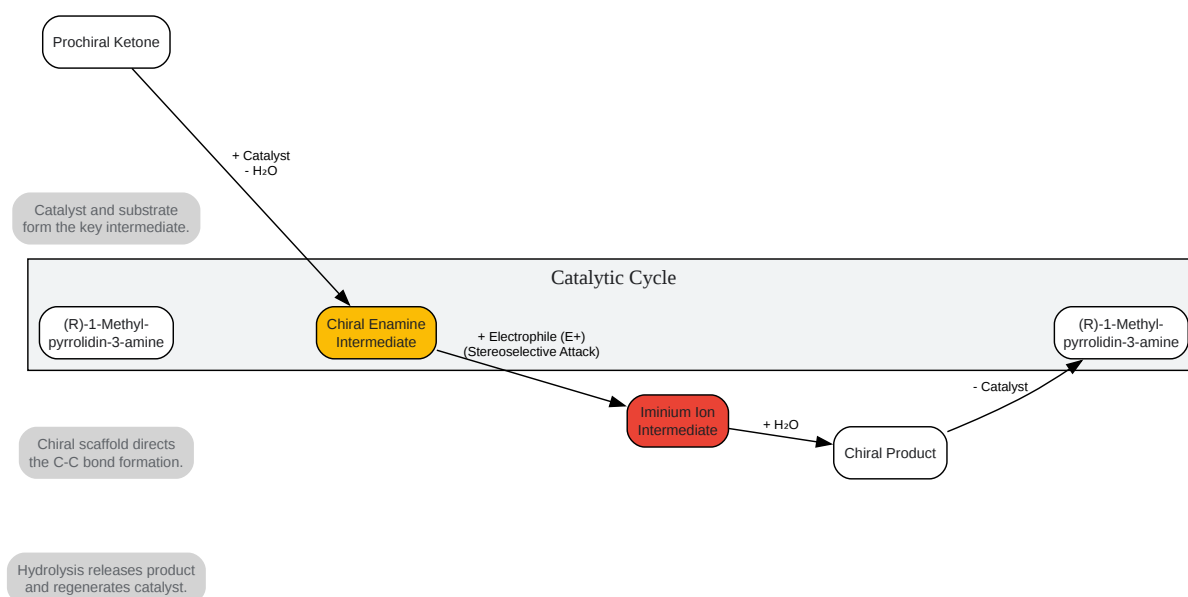 Prochiral Ketone
+ Catalyst
- H₂O
Catalyst and substrate
form the key intermediate.
Catalytic Cycle
(R)-1-Methyl-
pyrrolidin-3-amine
Chiral Enamine
Intermediate
+ Electrophile (E+)
(Stereoselective Attack)
(R)-1-Methyl-
pyrrolidin-3-amine
- Catalyst
Iminium Ion
Intermediate
+ H₂O
Chiral Product
Chiral scaffold directs
the C-C bond formation.
Hydrolysis releases product
and regenerates catalyst.